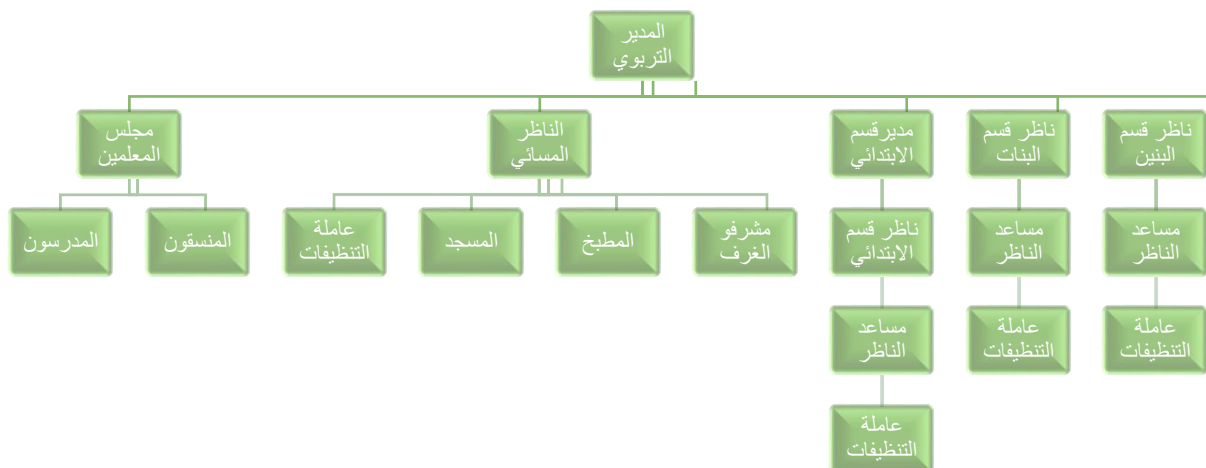 المدير
التربوي
ناظر قسم
البنين
ناظر قسم
البنات
مديرقسم
الابتدائي
الناظر
المسائي
مجلس
المعلمين
مساعد
الناظر
مساعد
الناظر
ناظر قسم
الابتدائي
مشرفو
الغرف
المطبخ
المسجد
عاملة
التنظيفات
المنسقون
المدرسون
عاملة
التنظيفات
عاملة
التنظيفات
مساعد
الناظر
عاملة
التنظيفات